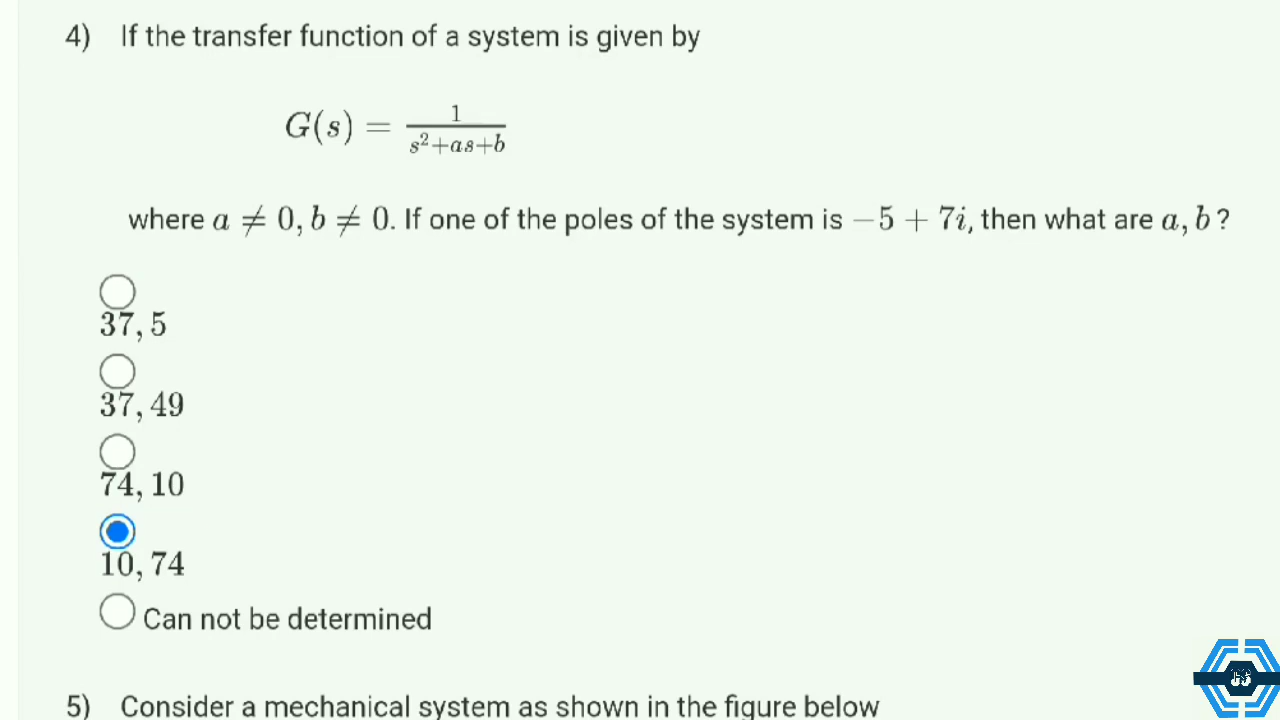 4) If the transfer function of a system is given by
G(s) = 1/(s²+as+b)
where a ≠ 0, b ≠ 0. If one of the poles of the system is −5 + 7i, then what are a, b ?
37, 5
37, 49
74, 10
10, 74
Can not be determined
5) Consider a mechanical system as shown in the figure below